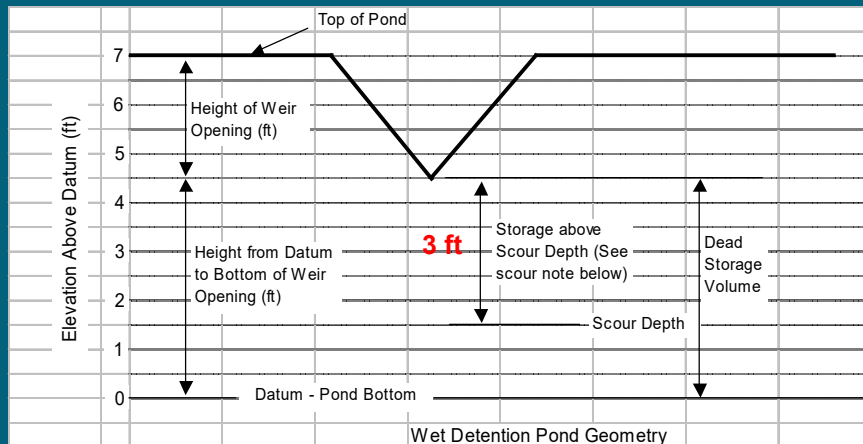 Top of Pond
Elevation Above Datum (ft)
7
6
5
4
3
2
1
0
Height of Weir
Opening (ft)
Height from Datum
to Bottom of Weir
Opening (ft)
3 ft
Storage above
Scour Depth (See
scour note below)
Dead
Storage
Volume
Scour Depth
Datum - Pond Bottom
Wet Detention Pond Geometry